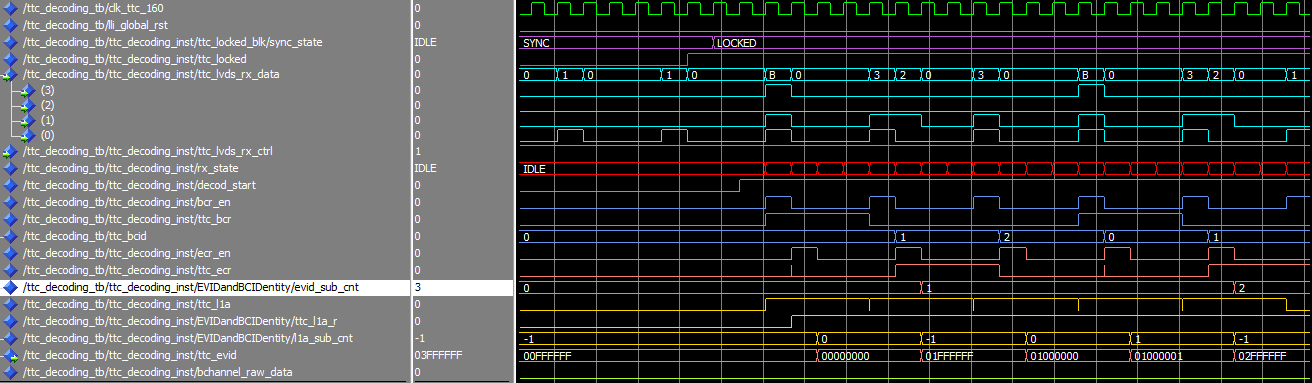 /ttc_decoding_tb/clk_ttc_160 0
/ttc_decoding_tb/lli_global_rst 0
/ttc_decoding_tb/ttc_decoding_inst/ttc_locked_blk/sync_state IDLE SYNC LOCKED
/ttc_decoding_tb/ttc_decoding_inst/ttc_locked 0
/ttc_decoding_tb/ttc_decoding_inst/ttc_lvds_rx_data 0 0 1 0 1 0 B 0 3 2 0 3 0 B 0 3 2 0 1
(3) 0
(2) 0
(1) 0
(0) 0
/ttc_decoding_tb/ttc_decoding_inst/ttc_lvds_rx_ctrl 1
/ttc_decoding_tb/ttc_decoding_inst/rx_state IDLE IDLE
/ttc_decoding_tb/ttc_decoding_inst/decod_start 0
/ttc_decoding_tb/ttc_decoding_inst/bcr_en 0
/ttc_decoding_tb/ttc_decoding_inst/ttc_bcr 0
/ttc_decoding_tb/ttc_bcid 0 0 1 2 0 1
/ttc_decoding_tb/ttc_decoding_inst/ecr_en 0
/ttc_decoding_tb/ttc_decoding_inst/ttc_ecr 0
/ttc_decoding_tb/ttc_decoding_inst/EVIDandBCIDentity/evid_sub_cnt 3 0 1 2
/ttc_decoding_tb/ttc_decoding_inst/ttc_l1a 0
/ttc_decoding_tb/ttc_decoding_inst/EVIDandBCIDentity/ttc_l1a_r 0
/ttc_decoding_tb/ttc_decoding_inst/EVIDandBCIDentity/l1a_sub_cnt -1 -1 0 -1 0 1 -1
/ttc_decoding_tb/ttc_decoding_inst/ttc_evid 03FFFFFF 00FFFFFF 00000000 01FFFFFF 01000000 01000001 02FFFFFF
/ttc_decoding_tb/ttc_decoding_inst/bchannel_raw_data 0